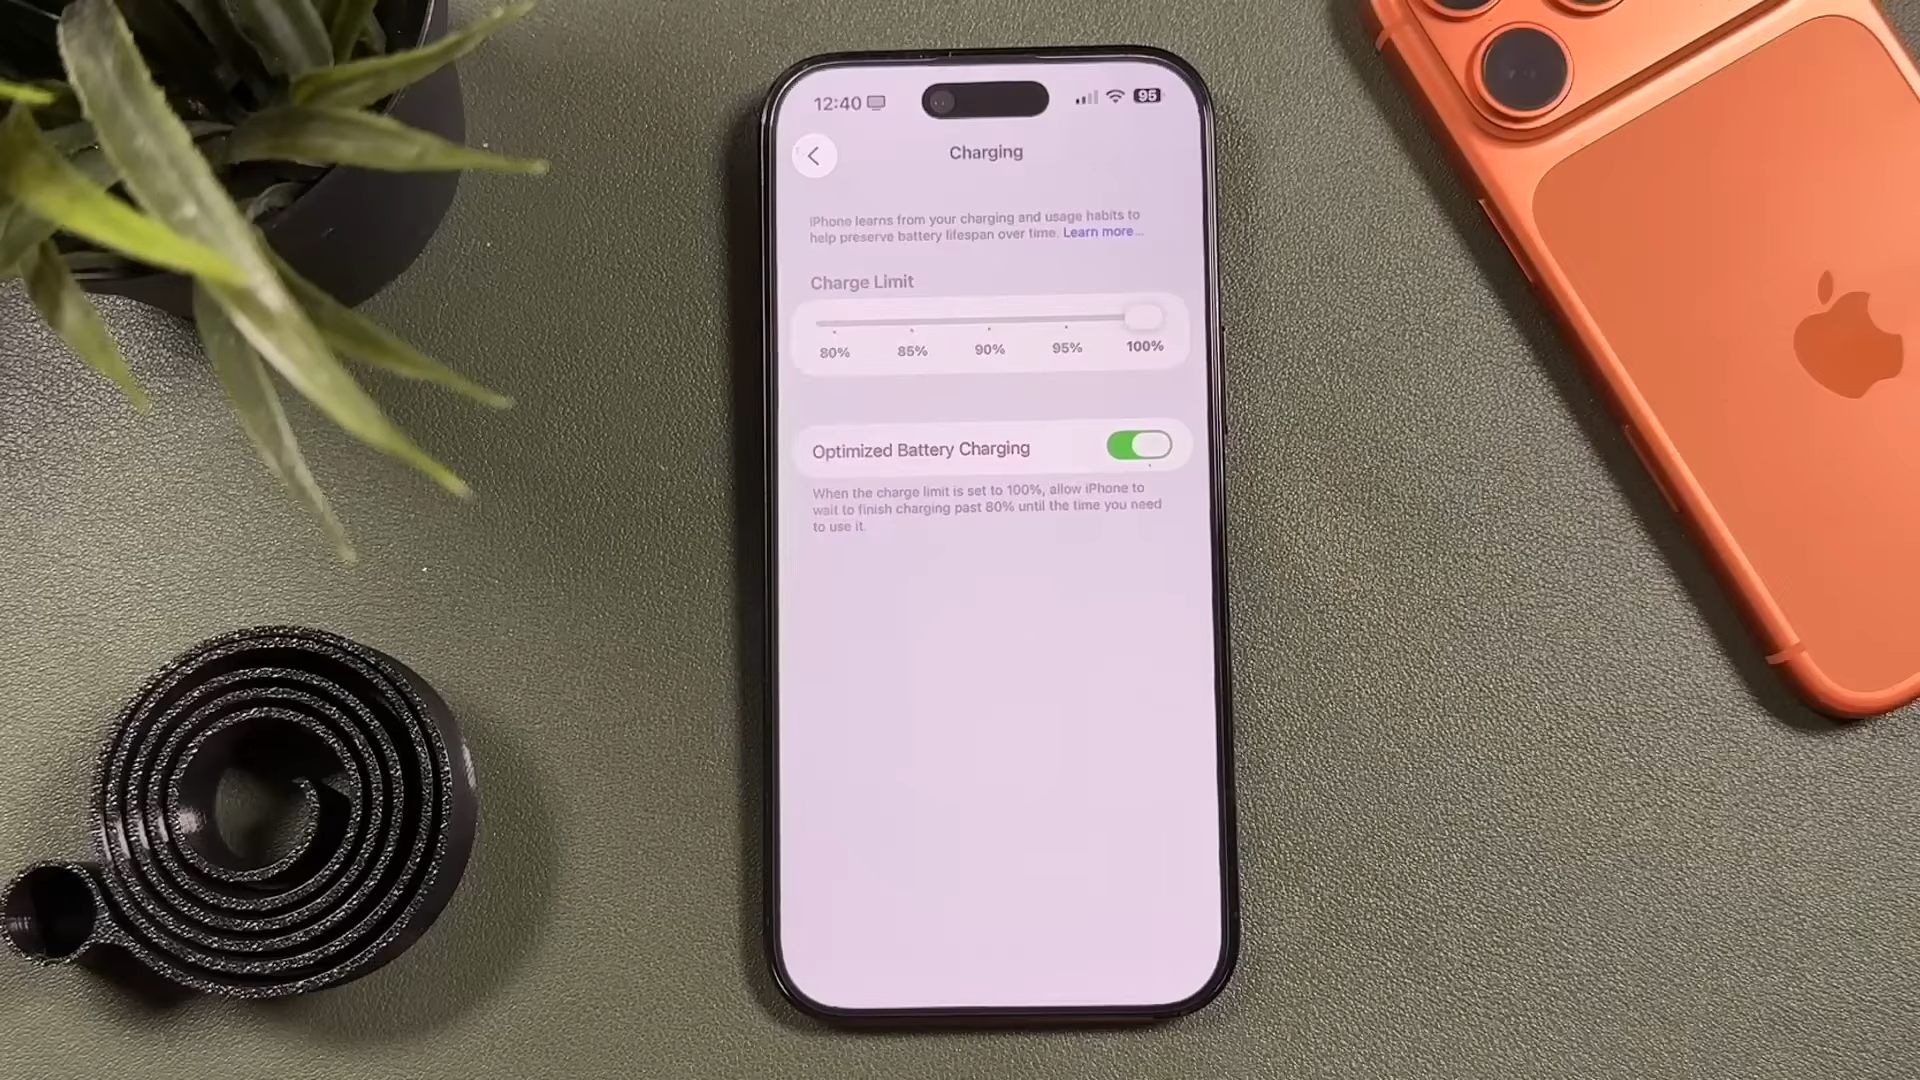 12:40
95
Charging
iPhone learns from your charging and usage habits to
help preserve battery lifespan over time. Learn more...
Charge Limit
80% 85% 90% 95% 100%
Optimized Battery Charging
When the charge limit is set to 100%, allow iPhone to
wait to finish charging past 80% until the time you need
to use it.